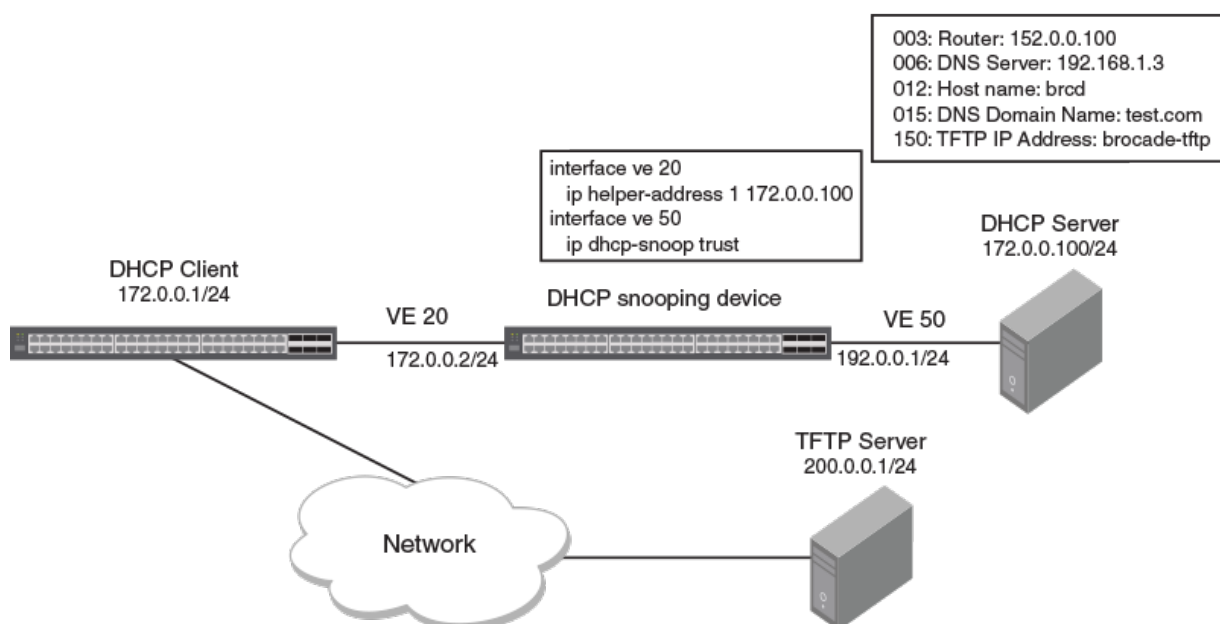 003: Router: 152.0.0.100
006: DNS Server: 192.168.1.3
012: Host name: brcd
015: DNS Domain Name: test.com
150: TFTP IP Address: brocade-tftp
interface ve 20
ip helper-address 1 172.0.0.100
interface ve 50
ip dhcp-snoop trust
DHCP Server
172.0.0.100/24
DHCP Client
172.0.0.1/24
DHCP snooping device
VE 20
VE 50
172.0.0.2/24
192.0.0.1/24
TFTP Server
200.0.0.1/24
Network